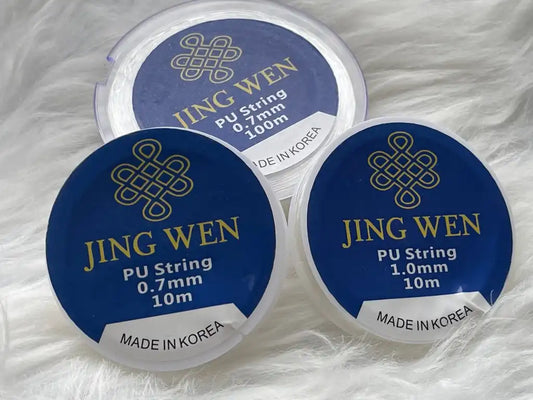 JING WEN
PU String
0.7mm
100m
MADE IN KOREA
JING WEN
PU String
0.7mm
10m
MADE IN KOREA
JING WEN
PU String
1.0mm
10m
MADE IN KOREA